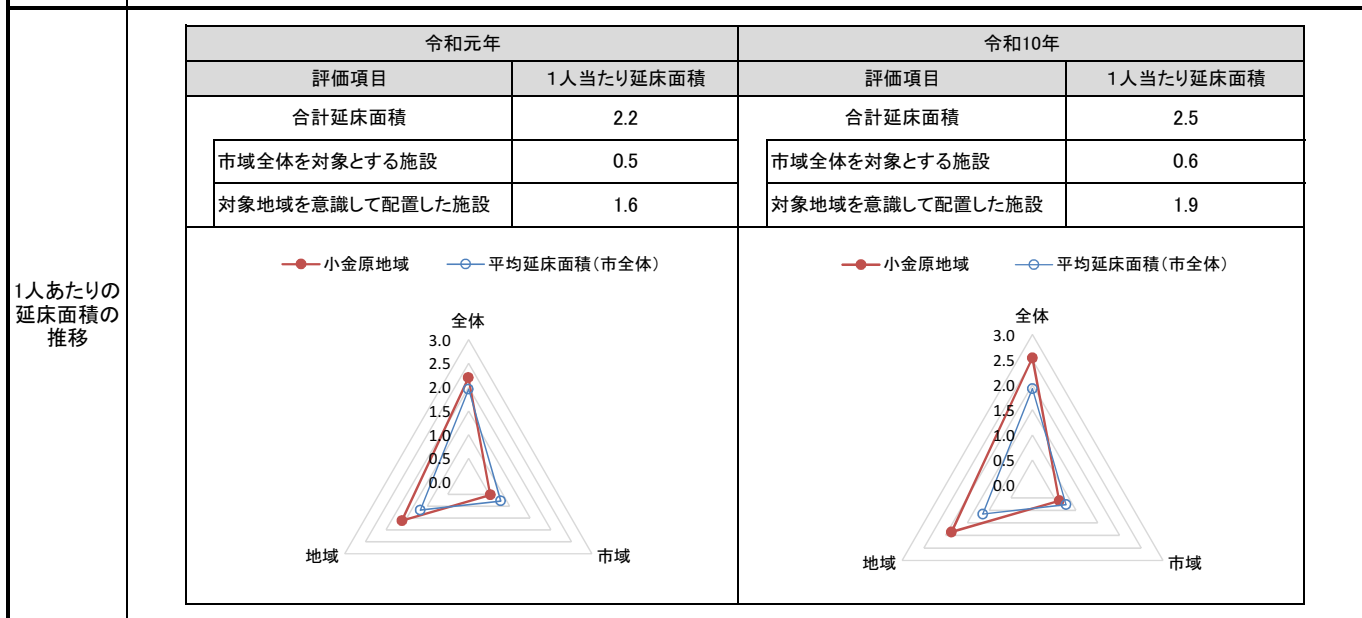 令和元年 令和10年
評価項目 1人当たり延床面積 評価項目 1人当たり延床面積
合計延床面積 2.2 合計延床面積 2.5
市域全体を対象とする施設 0.5 市域全体を対象とする施設 0.6
対象地域を意識して配置した施設 1.6 対象地域を意識して配置した施設 1.9
1人あたりの
延床面積の
推移
小金原地域 平均延床面積(市全体)
全体
3.0
2.5
2.0
1.5
1.0
0.5
0.0
地域 市域
小金原地域 平均延床面積(市全体)
全体
3.0
2.5
2.0
1.5
1.0
0.5
0.0
地域 市域